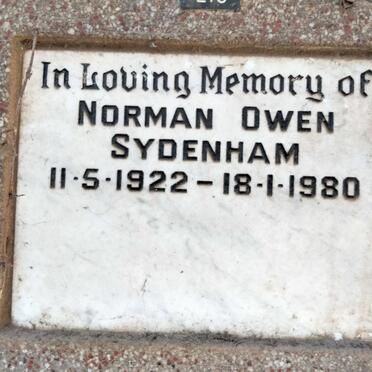 In Loving Memory of
NORMAN OWEN
SYDENHAM
11·5·1922 – 18·1·1980